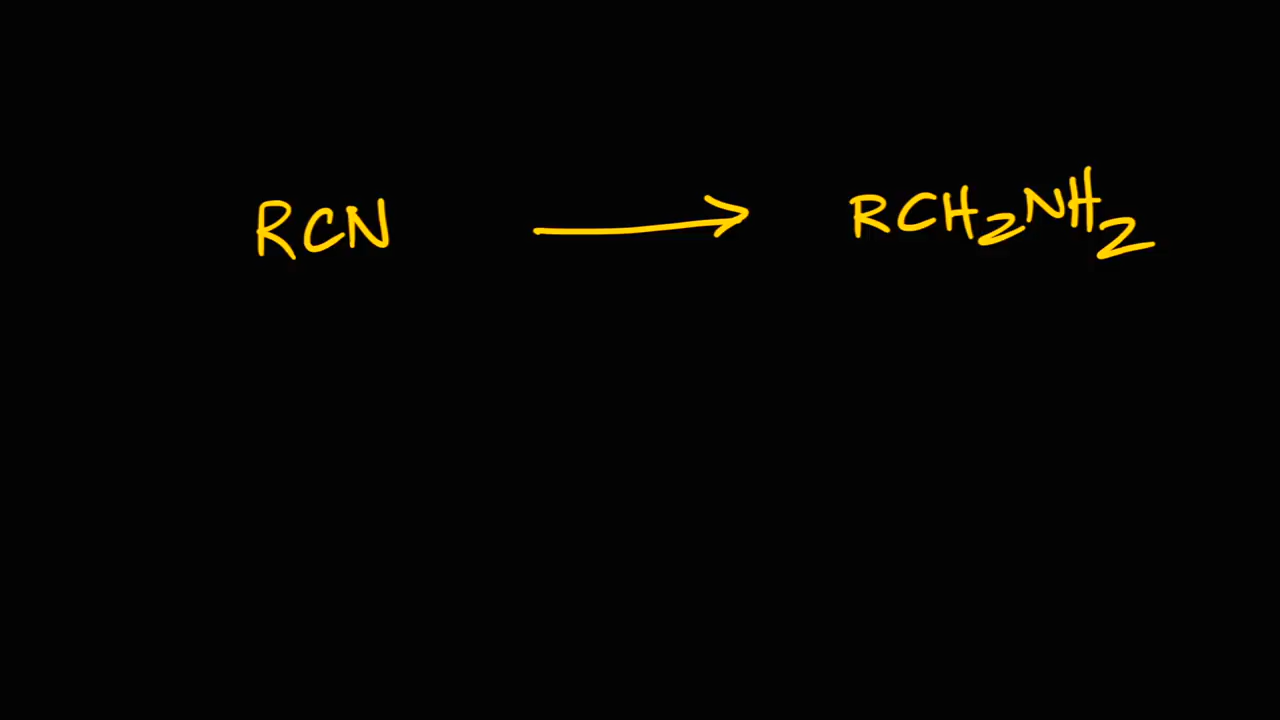 RCN → RCH₂NH₂